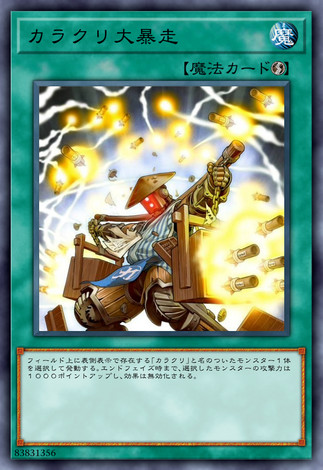 カラクリ大暴走
魔
【魔法カード】
フィールド上に表側表示で存在する「カラクリ」と名のついたモンスター１体
を選択して発動する。エンドフェイズ時まで、選択したモンスターの攻撃力は
１０００ポイントアップし、効果は無効化される。
83831356